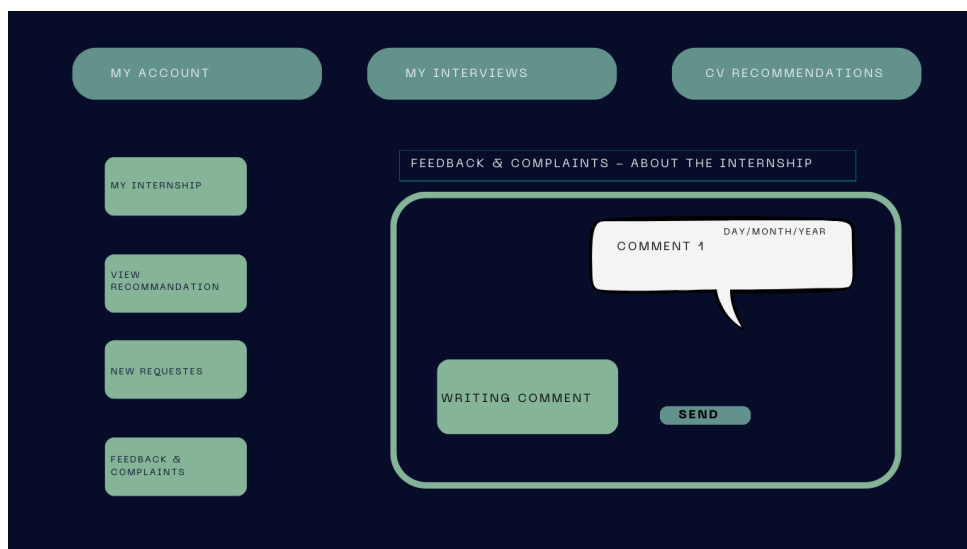 MY ACCOUNT
MY INTERVIEWS
CV RECOMMENDATIONS
FEEDBACK & COMPLAINTS – ABOUT THE INTERNSHIP
MY INTERNSHIP
VIEW
RECOMMANDATION
NEW REQUESTES
FEEDBACK &
COMPLAINTS
DAY/MONTH/YEAR
COMMENT 1
WRITING COMMENT
SEND